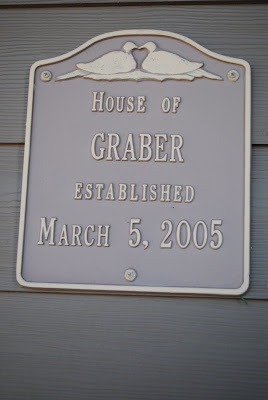 House of
GRABER
ESTABLISHED
March 5, 2005